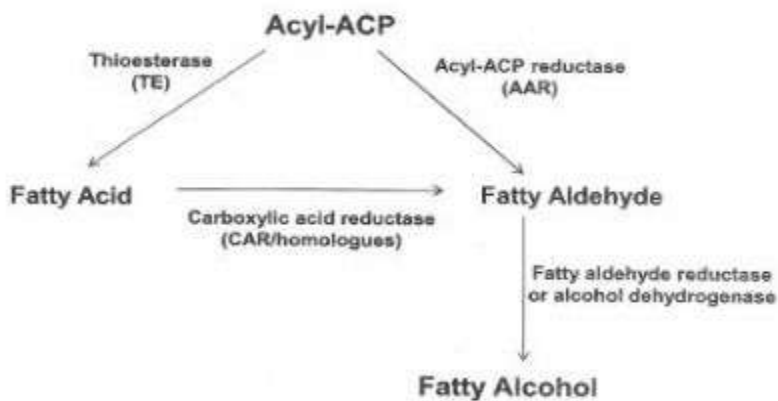 Acyl-ACP
Thioesterase
(TE)
Acyl-ACP reductase
(AAR)
Fatty Acid
Fatty Aldehyde
Carboxylic acid reductase
(CAR/homologues)
Fatty aldehyde reductase
or alcohol dehydrogenase
Fatty Alcohol